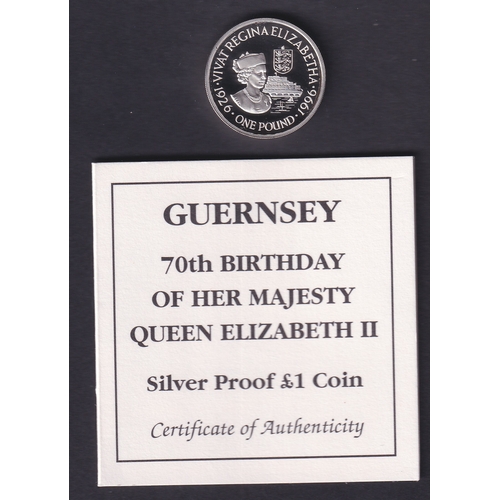 ·VIVAT REGINA ELIZABETHA·
1926 · ONE POUND · 1996
GUERNSEY
70th BIRTHDAY
OF HER MAJESTY
QUEEN ELIZABETH II
Silver Proof £1 Coin
Certificate of Authenticity